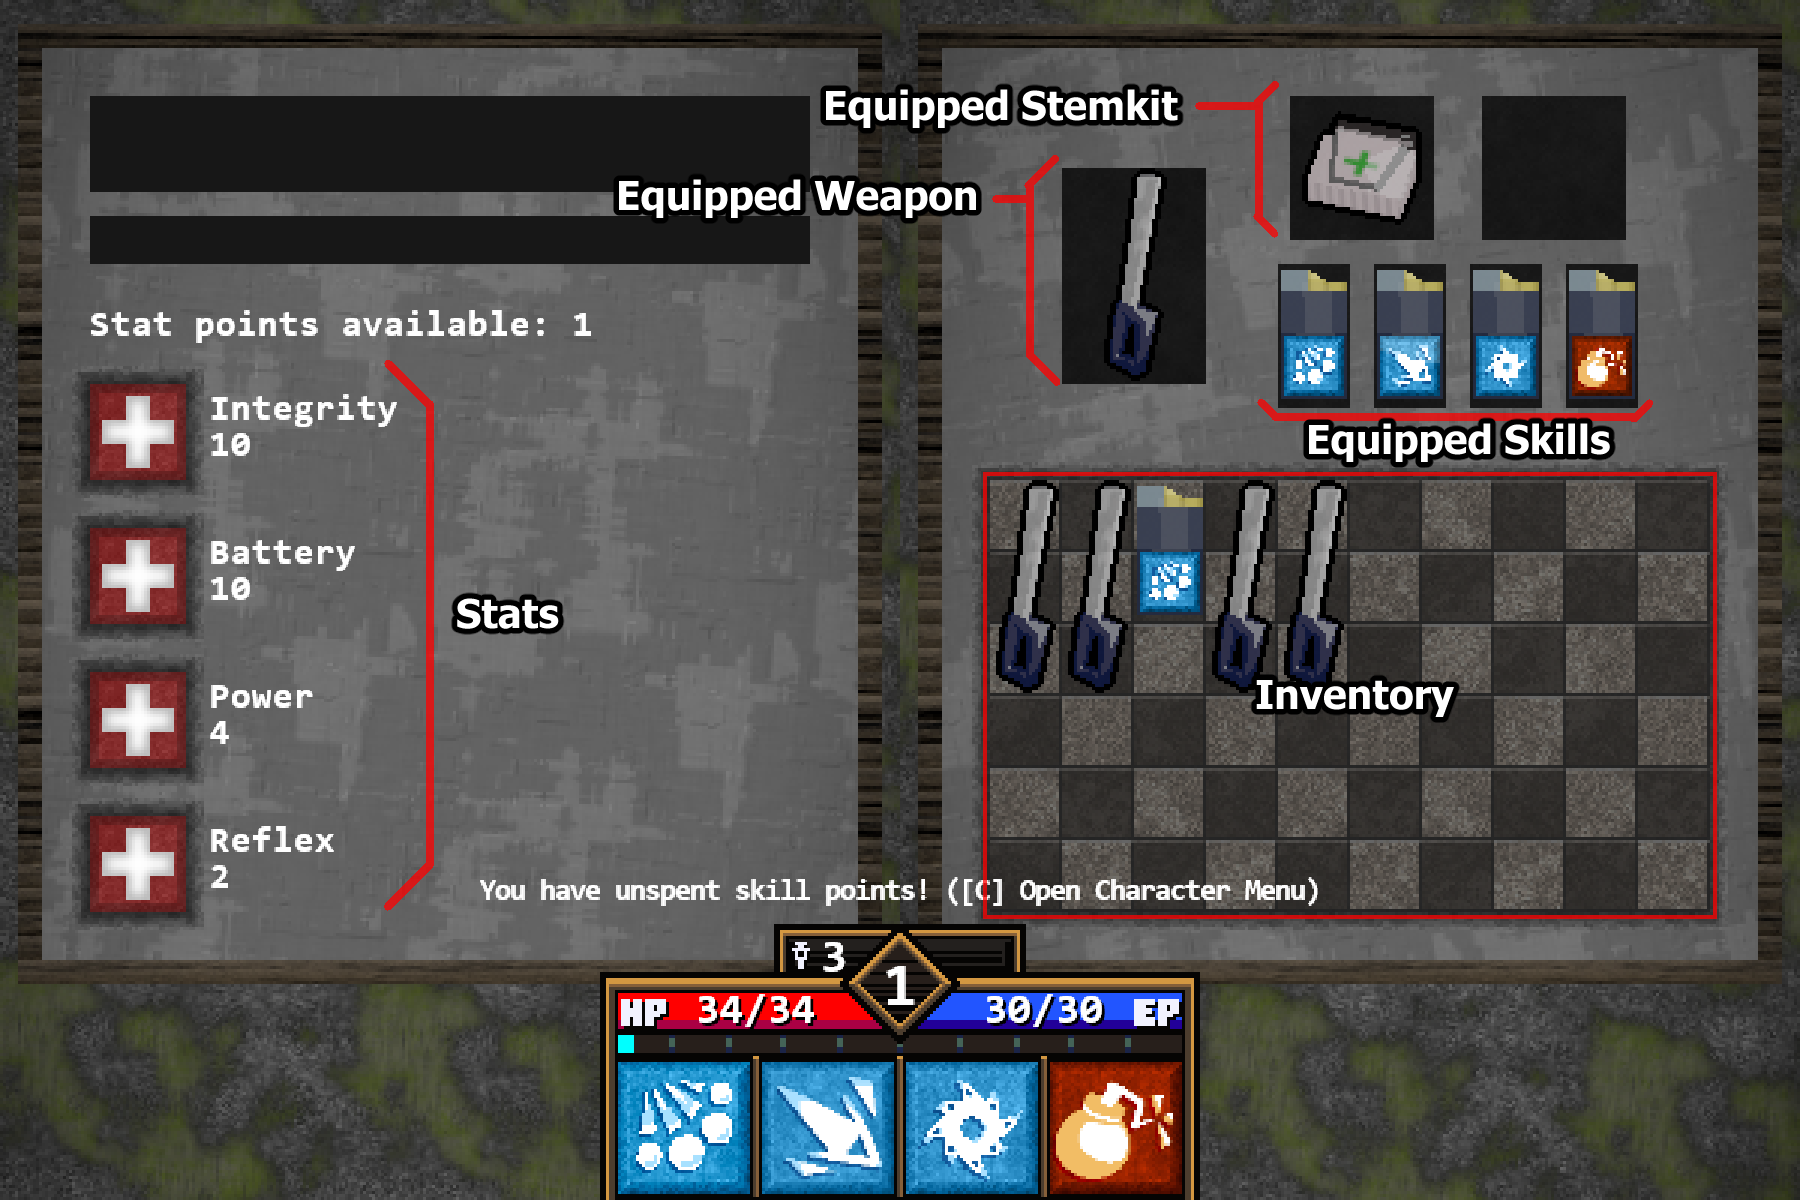 Equipped Stemkit
Equipped Weapon
Stat points available: 1
Integrity
10
Equipped Skills
Battery
10
Stats
Power
4
Inventory
Reflex
2
You have unspent skill points! ([C] Open Character Menu)
3
1
HP 34/34
30/30 EP